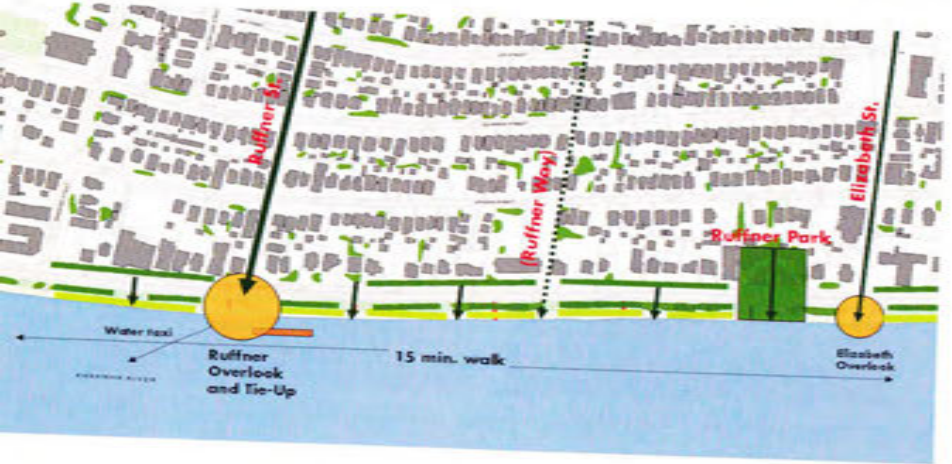 Ruffner St.
(Ruffner Way)
Elizabeth St.
Ruffner Park
Water taxi
Ruffner
Overlook
and Tie-Up
15 min. walk
Elizabeth
Overlook